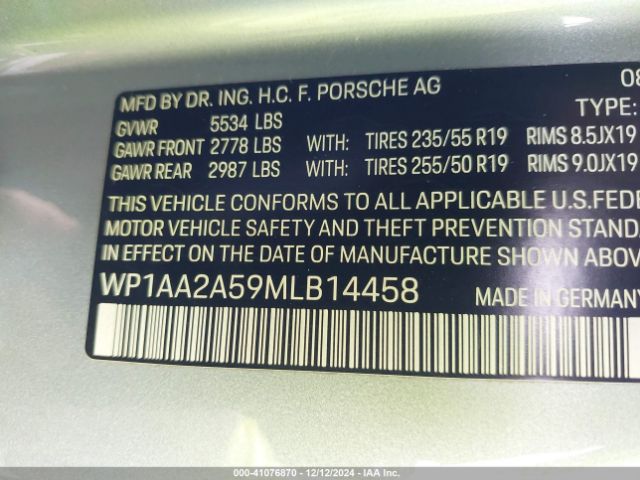 MFD BY DR. ING. H.C. F. PORSCHE AG 08
GVWR 5534 LBS TYPE:
GAWR FRONT 2778 LBS WITH: TIRES 235/55 R19 RIMS 8.5JX19
GAWR REAR 2987 LBS WITH: TIRES 255/50 R19 RIMS 9.0JX19
THIS VEHICLE CONFORMS TO ALL APPLICABLE U.S. FEDE
MOTOR VEHICLE SAFETY AND THEFT PREVENTION STANDA
IN EFFECT ON THE DATE OF MANUFACTURE SHOWN ABOV
WP1AA2A59MLB14458 MADE IN GERMAN
000-41076870 - 12/12/2024 - IAA Inc.